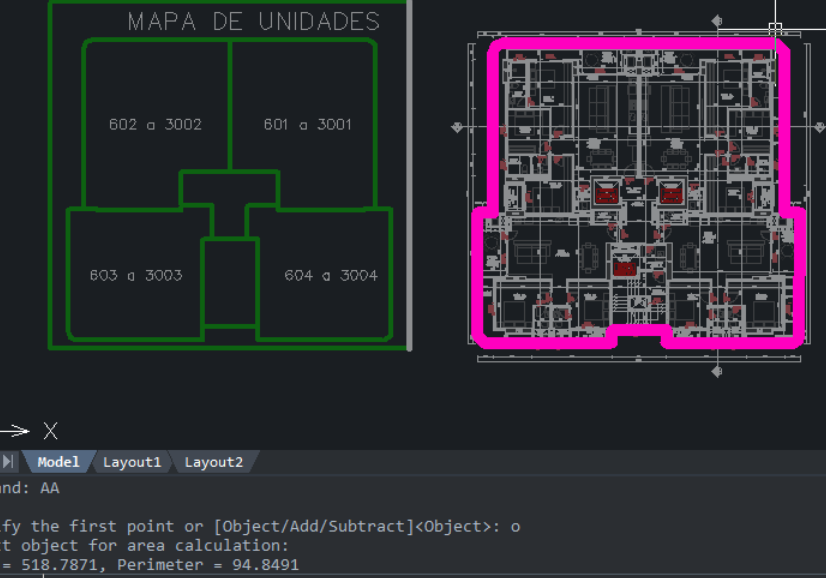 MAPA DE UNIDADES
602 a 3002
601 a 3001
603 a 3003
604 a 3004
X
Model Layout1 Layout2
nd: AA
fy the first point or [Object/Add/Subtract]<Object>: o
t object for area calculation:
= 518.7871, Perimeter = 94.8491